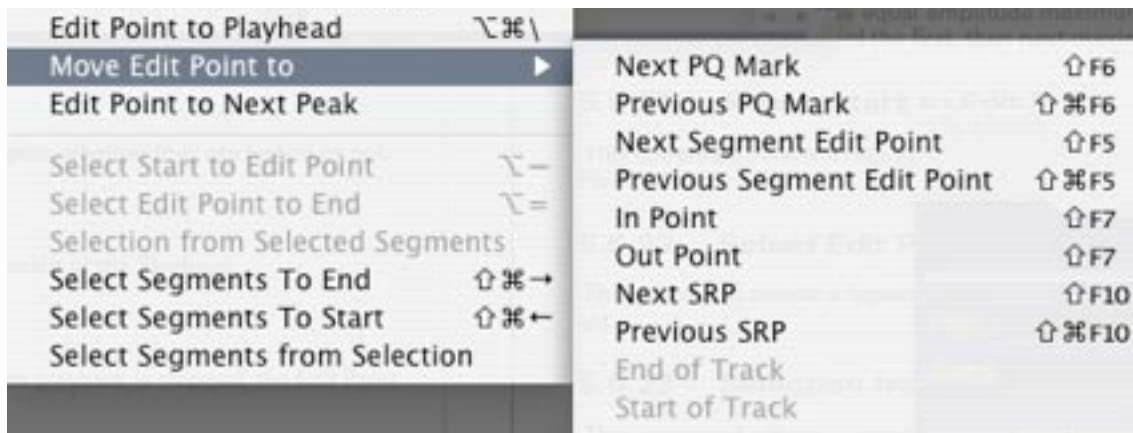 Edit Point to Playhead ⌥⌘\
Move Edit Point to ▶
Edit Point to Next Peak
Select Start to Edit Point ⌥–
Select Edit Point to End ⌥=
Selection from Selected Segments
Select Segments To End ⇧⌘→
Select Segments To Start ⇧⌘←
Select Segments from Selection
Next PQ Mark ⇧F6
Previous PQ Mark ⇧⌘F6
Next Segment Edit Point ⇧F5
Previous Segment Edit Point ⇧⌘F5
In Point ⇧F7
Out Point ⇧F7
Next SRP ⇧F10
Previous SRP ⇧⌘F10
End of Track
Start of Track